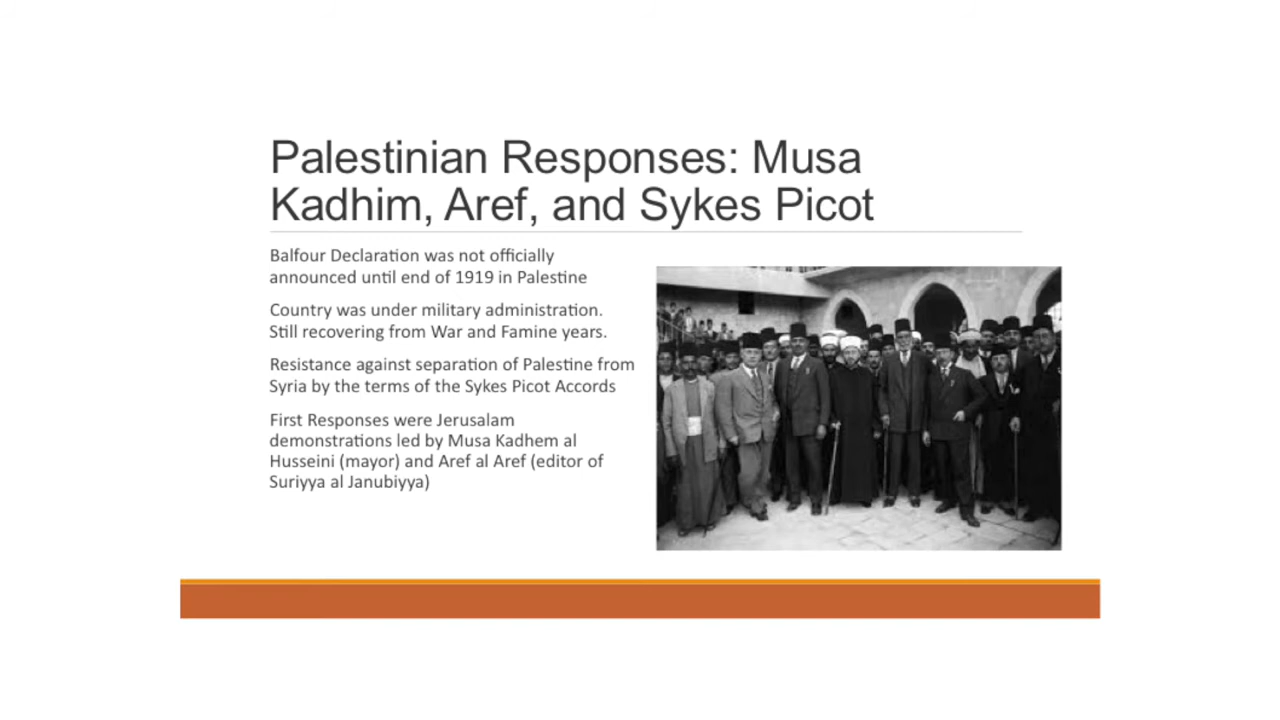 Palestinian Responses: Musa
Kadhim, Aref, and Sykes Picot
Balfour Declaration was not officially
announced until end of 1919 in Palestine
Country was under military administration.
Still recovering from War and Famine years.
Resistance against separation of Palestine from
Syria by the terms of the Sykes Picot Accords
First Responses were Jerusalam
demonstrations led by Musa Kadhem al
Husseini (mayor) and Aref al Aref (editor of
Suriyya al Janubiyya)